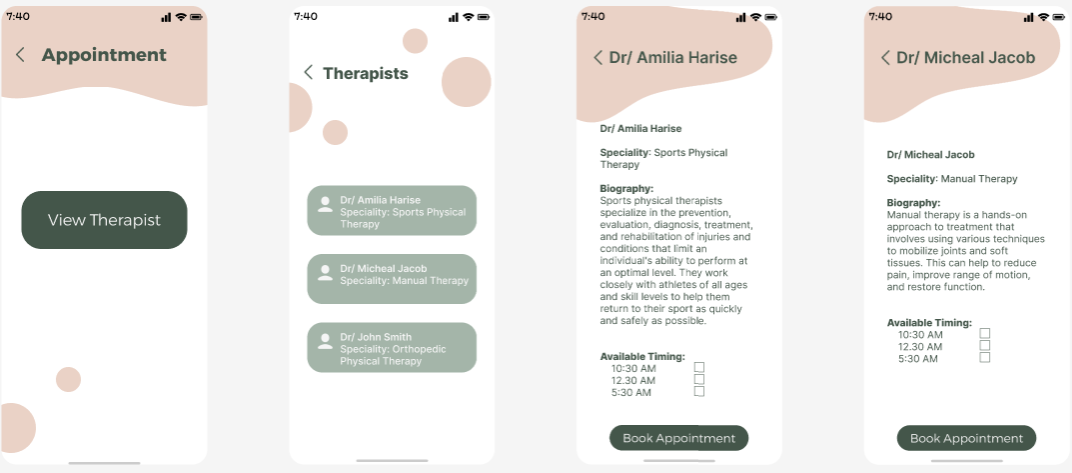 7:40
Appointment
View Therapist
7:40
Therapists
Dr/ Amilia Harise
Speciality: Sports Physical
Therapy
Dr/ Micheal Jacob
Speciality: Manual Therapy
Dr/ John Smith
Speciality: Orthopedic
Physical Therapy
7:40
Dr/ Amilia Harise
Dr/ Amilia Harise
Speciality: Sports Physical
Therapy
Biography:
Sports physical therapists
specialize in the prevention,
evaluation, diagnosis, treatment,
and rehabilitation of injuries and
conditions that limit an
individual's ability to perform at
an optimal level. They work
closely with athletes of all ages
and skill levels to help them
return to their sport as quickly
and safely as possible.
Available Timing:
10:30 AM
12.30 AM
5:30 AM
Book Appointment
7:40
Dr/ Micheal Jacob
Dr/ Micheal Jacob
Speciality: Manual Therapy
Biography:
Manual therapy is a hands-on
approach to treatment that
involves using various techniques
to mobilize joints and soft
tissues. This can help to reduce
pain, improve range of motion,
and restore function.
Available Timing:
10:30 AM
12.30 AM
5:30 AM
Book Appointment